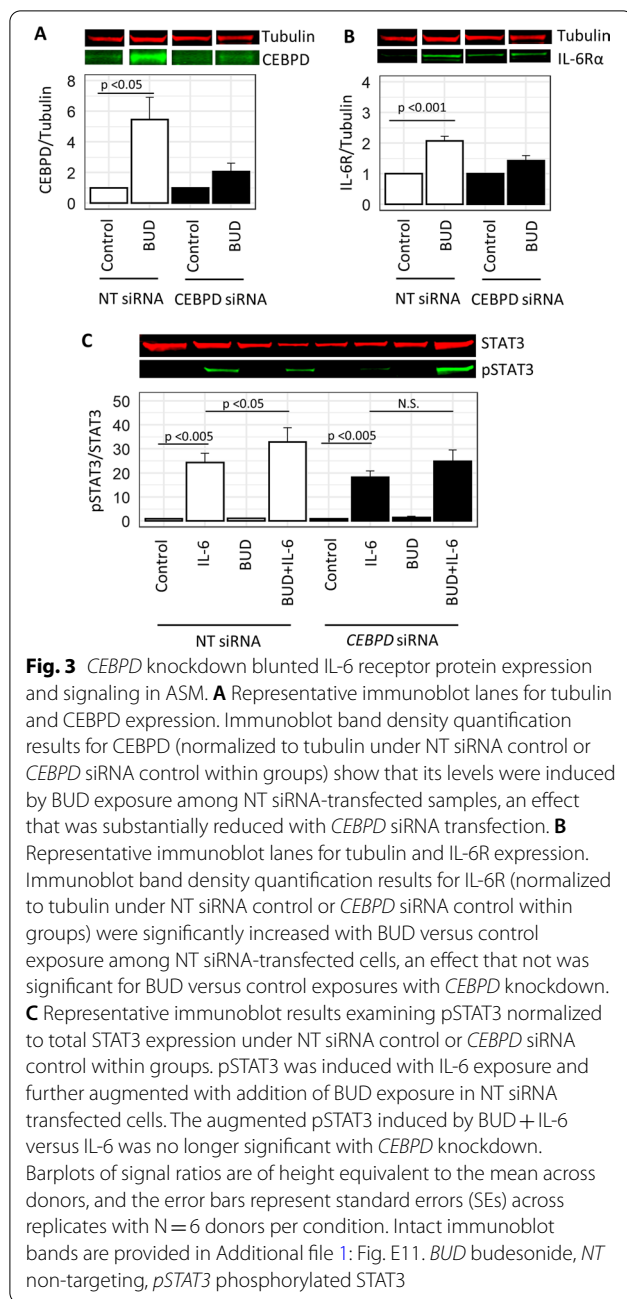 A
Tubulin
CEBPD
p <0.05
CEBPD/Tubulin
8
6
4
2
0
Control
BUD
Control
BUD
NT siRNA
CEBPD siRNA
B
Tubulin
IL-6Rα
p <0.001
IL-6R/Tubulin
4
3
2
1
0
Control
BUD
Control
BUD
NT siRNA
CEBPD siRNA
C
STAT3
pSTAT3
pSTAT3/STAT3
50
40
30
20
10
0
p <0.005
p <0.05
p <0.005
N.S.
Control
IL-6
BUD
BUD+IL-6
Control
IL-6
BUD
BUD+IL-6
NT siRNA
CEBPD siRNA
Fig. 3 CEBPD knockdown blunted IL-6 receptor protein expression
and signaling in ASM. A Representative immunoblot lanes for tubulin
and CEBPD expression. Immunoblot band density quantification
results for CEBPD (normalized to tubulin under NT siRNA control or
CEBPD siRNA control within groups) show that its levels were induced
by BUD exposure among NT siRNA-transfected samples, an effect
that was substantially reduced with CEBPD siRNA transfection. B
Representative immunoblot lanes for tubulin and IL-6R expression.
Immunoblot band density quantification results for IL-6R (normalized
to tubulin under NT siRNA control or CEBPD siRNA control within
groups) were significantly increased with BUD versus control
exposure among NT siRNA-transfected cells, an effect that not was
significant for BUD versus control exposures with CEBPD knockdown.
C Representative immunoblot results examining pSTAT3 normalized
to total STAT3 expression under NT siRNA control or CEBPD siRNA
control within groups. pSTAT3 was induced with IL-6 exposure and
further augmented with addition of BUD exposure in NT siRNA
transfected cells. The augmented pSTAT3 induced by BUD + IL-6
versus IL-6 was no longer significant with CEBPD knockdown.
Barplots of signal ratios are of height equivalent to the mean across
donors, and the error bars represent standard errors (SEs) across
replicates with N = 6 donors per condition. Intact immunoblot
bands are provided in Additional file 1: Fig. E11. BUD budesonide, NT
non-targeting, pSTAT3 phosphorylated STAT3